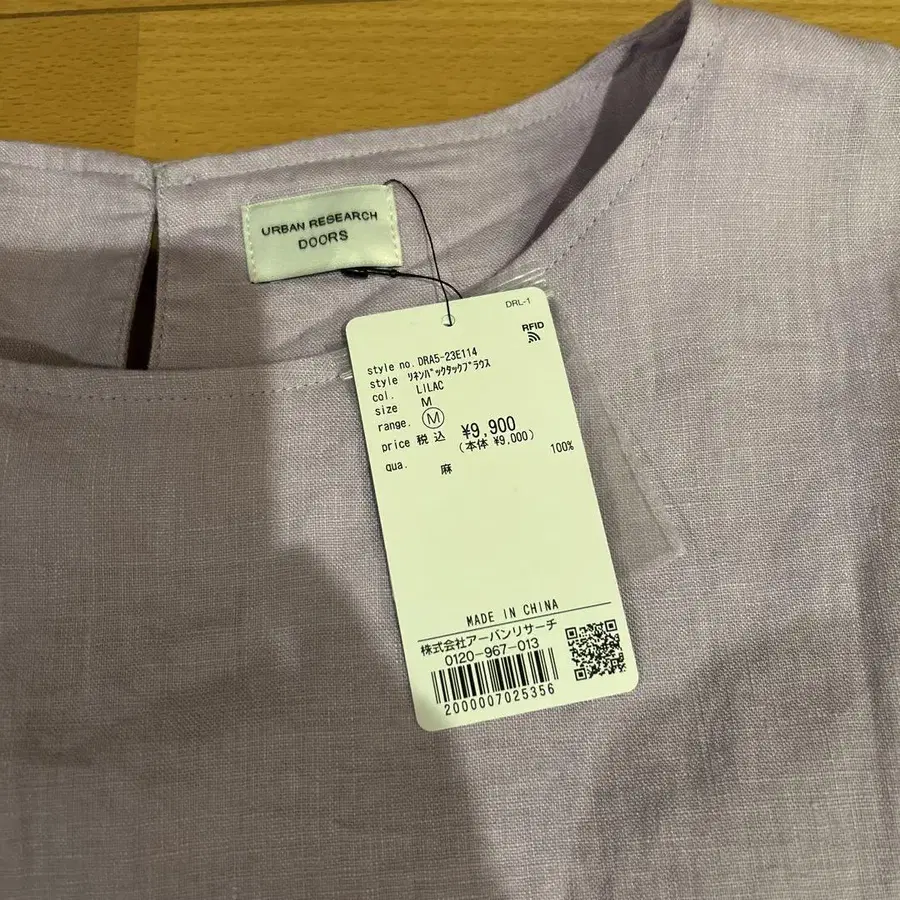 URBAN RESEARCH
DOORS
DRL-1
RFID
style no. DRA5-23E114
style ﾘﾈﾝﾊﾞｯｸﾀｯｸﾌﾞﾗｳｽ
col. LILAC
size M
range. Ⓜ
price 税込 ¥9,900
(本体 ¥9,000)
qua. 麻 100%
MADE IN CHINA
株式会社アーバンリサーチ
0120-967-013
2000007025356